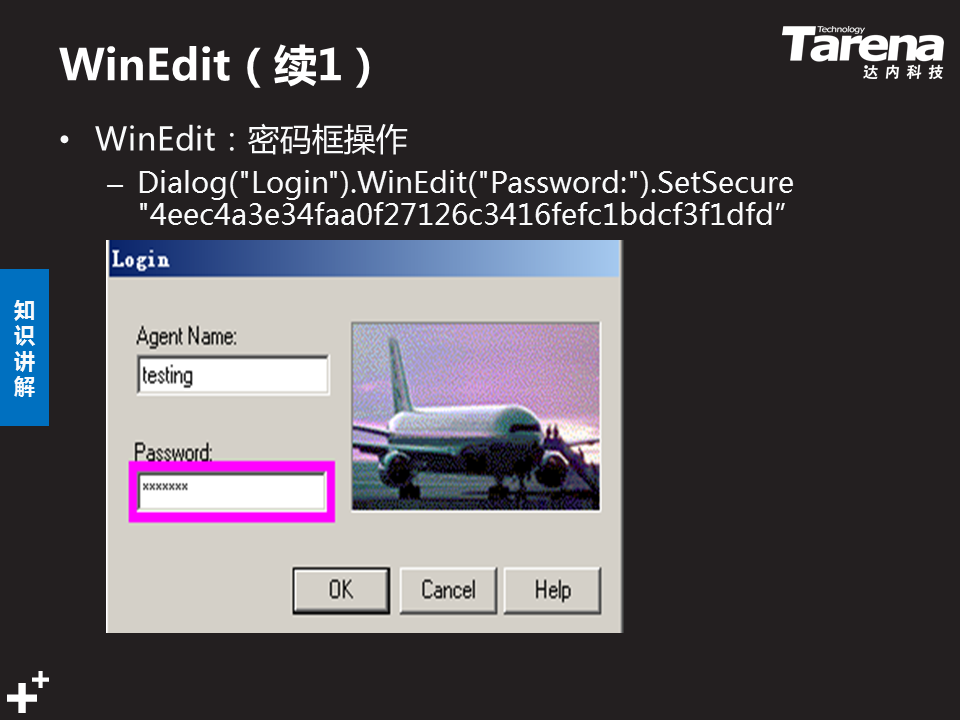 WinEdit（续1）
Technology
Tarena
达内科技
• WinEdit：密码框操作
– Dialog("Login").WinEdit("Password:").SetSecure
"4eec4a3e34faa0f27126c3416fefc1bdcf3f1dfd”
知识讲解
Login
Agent Name:
testing
Password:
xxxxxxx
OK Cancel Help